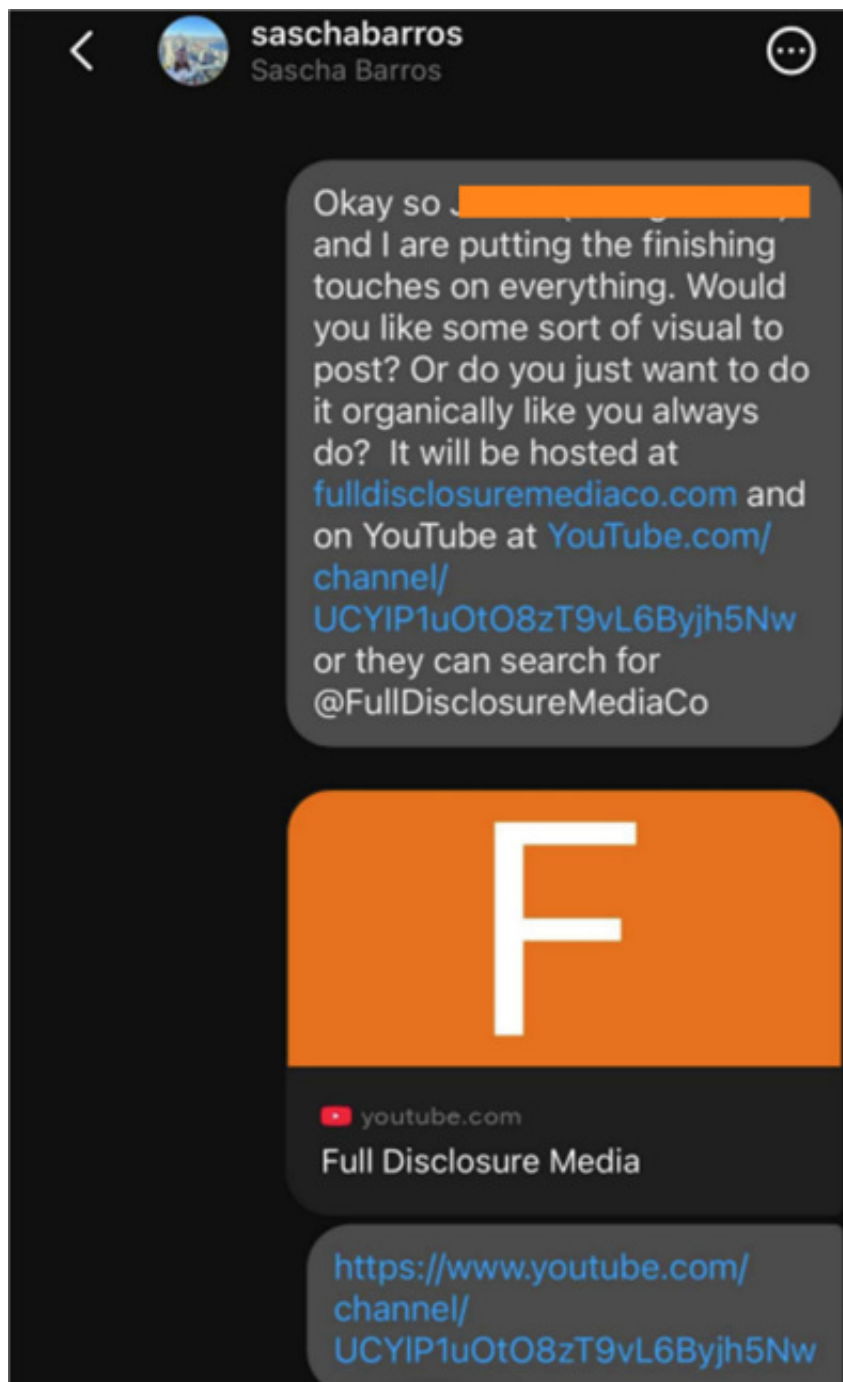 saschabarros
Sascha Barros
Okay so
and I are putting the finishing
touches on everything. Would
you like some sort of visual to
post? Or do you just want to do
it organically like you always
do? It will be hosted at
fulldisclosuremediaco.com and
on YouTube at YouTube.com/
channel/
UCYlP1uOtO8zT9vL6Byjh5Nw
or they can search for
@FullDisclosureMediaCo
F
youtube.com
Full Disclosure Media
https://www.youtube.com/
channel/
UCYlP1uOtO8zT9vL6Byjh5Nw